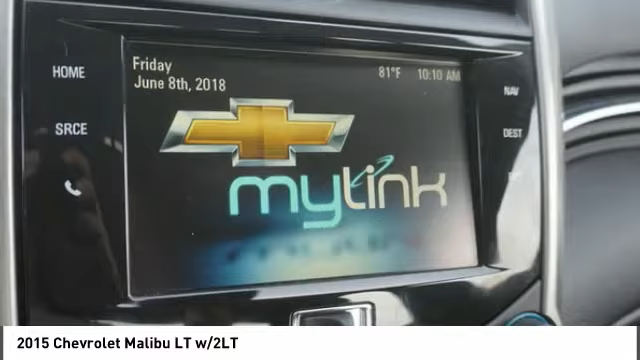 HOME
Friday
June 8th, 2018
81°F 10:10 AM
NAV
SRCE
DEST
mylink
2015 Chevrolet Malibu LT w/2LT